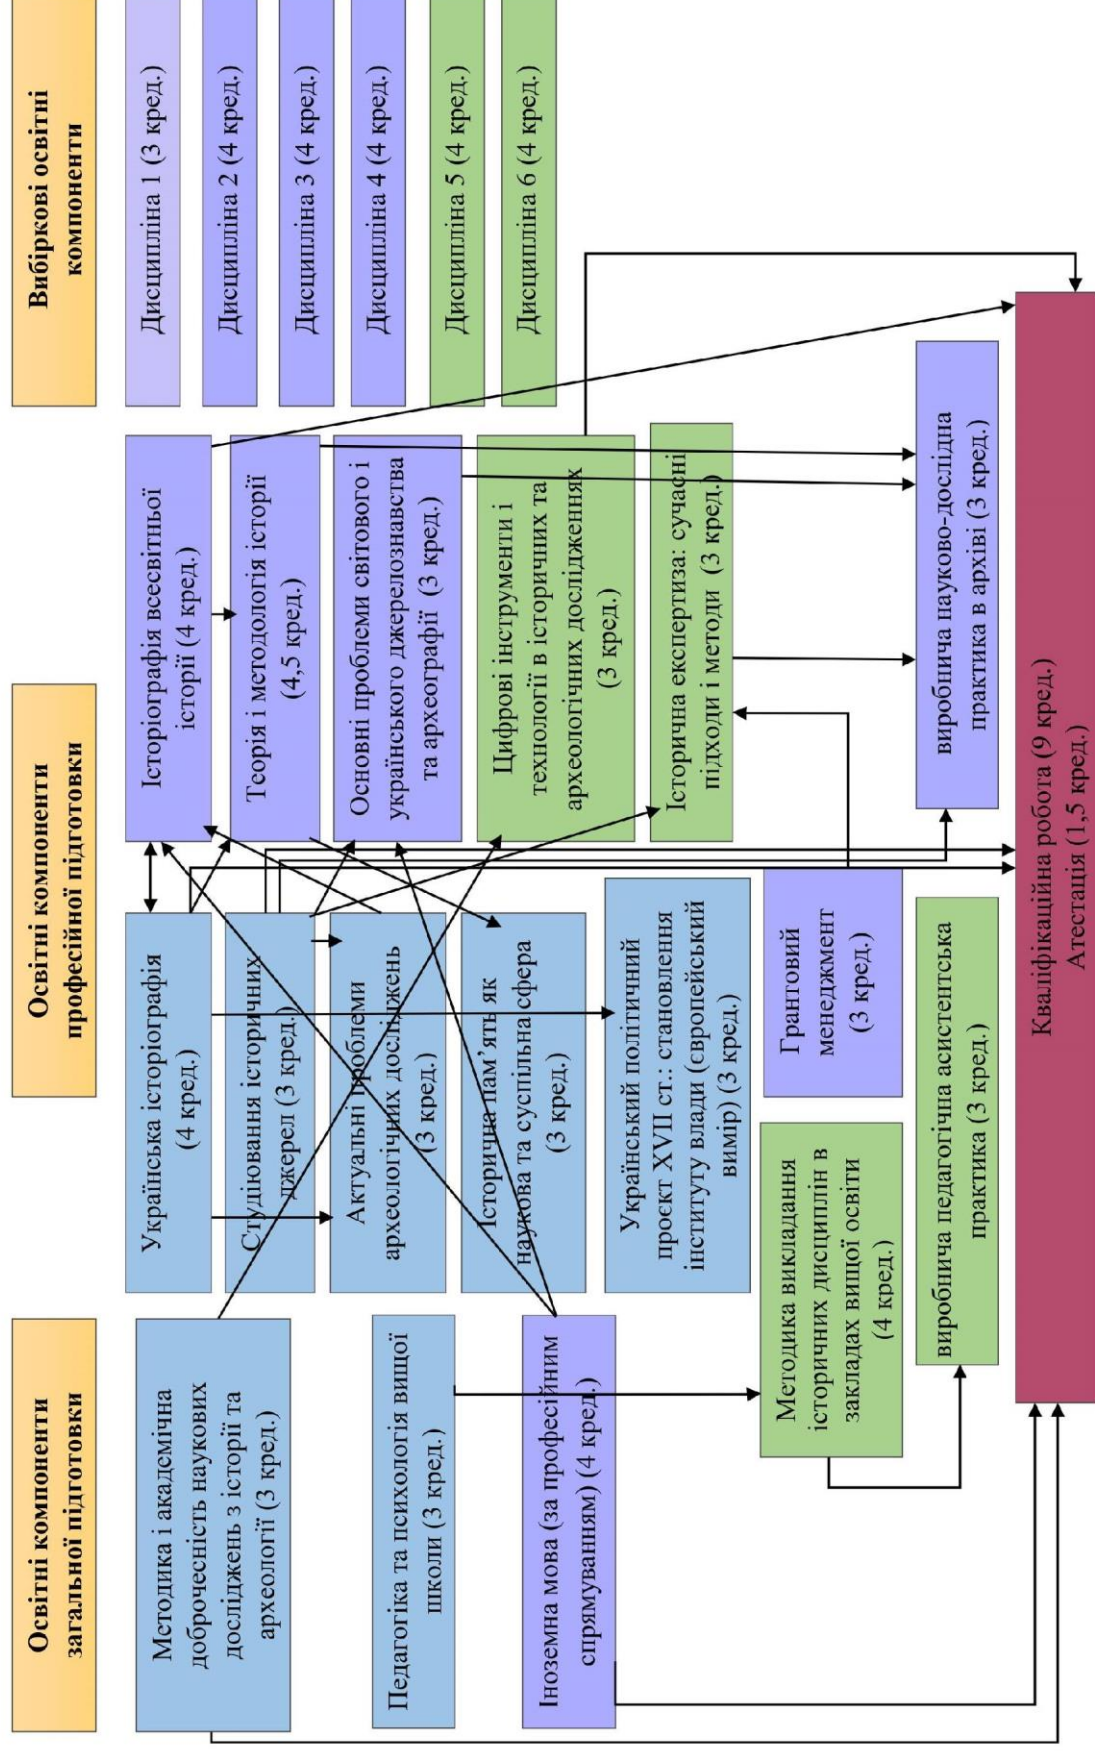 Освітні компоненти
загальної підготовки
Методика і академічна
доброчесність наукових
досліджень з історії та
археології (3 кред.)
Педагогіка та психологія вищої
школи (3 кред.)
Іноземна мова (за професійним
спрямуванням) (4 кред.)
Освітні компоненти
професійної підготовки
Українська історіографія
(4 кред.)
Студіювання історичних
джерел (3 кред.)
Актуальні проблеми
археологічних досліджень
(3 кред.)
Історична пам’ять як
наукова та суспільна сфера
(3 кред.)
Український політичний
проєкт XVII ст.: становлення
інституту влади (європейський
вимір) (3 кред.)
Методика викладання
історичних дисциплін в
закладах вищої освіти
(4 кред.)
Грантовий
менеджмент
(3 кред.)
виробнича педагогічна асистентська
практика (3 кред.)
Історіографія всесвітньої
історії (4 кред.)
Теорія і методологія історії
(4,5 кред.)
Основні проблеми світового і
українського джерелознавства
та археографії (3 кред.)
Цифрові інструменти і
технології в історичних та
археологічних дослідженнях
(3 кред.)
Історична експертиза: сучасні
підходи і методи (3 кред.)
виробнича науково-дослідна
практика в архіві (3 кред.)
Вибіркові освітні
компоненти
Дисципліна 1 (3 кред.)
Дисципліна 2 (4 кред.)
Дисципліна 3 (4 кред.)
Дисципліна 4 (4 кред.)
Дисципліна 5 (4 кред.)
Дисципліна 6 (4 кред.)
Кваліфікаційна робота (9 кред.)
Атестація (1,5 кред.)